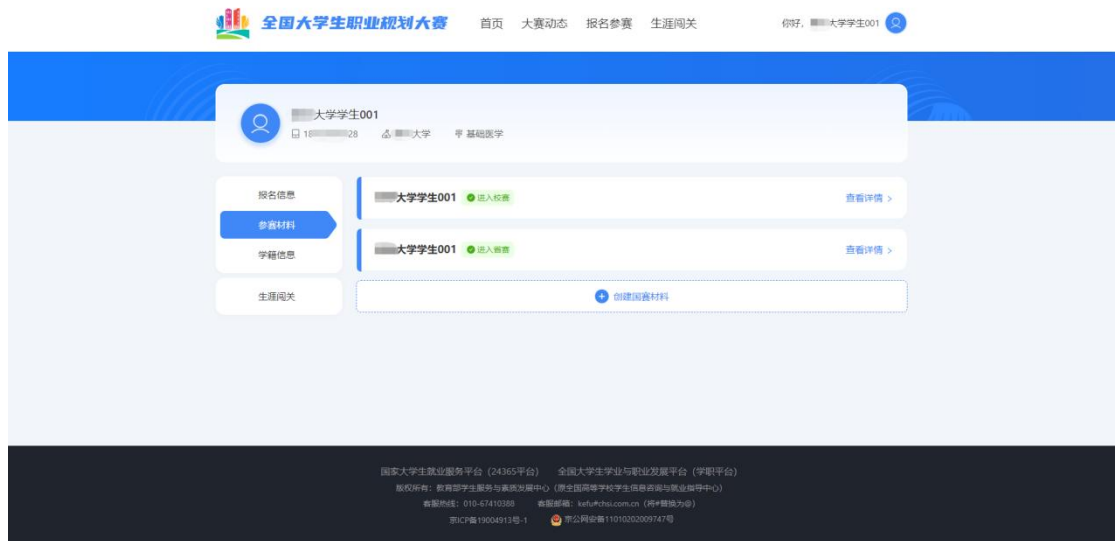 全国大学生职业规划大赛 首页 大赛动态 报名参赛 生涯闯关 你好, 大学学生001
大学学生001
18 28 大学 基础医学
报名信息
参赛材料
学籍信息
生涯闯关
大学学生001 进入校赛 查看详情 >
大学学生001 进入省赛 查看详情 >
创建国赛材料
国家大学生就业服务平台（24365平台） 全国大学生学业与职业发展平台（学职平台）
版权所有：教育部学生服务与素质发展中心（原全国高等学校学生信息咨询与就业指导中心）
客服热线：010-67410388 客服邮箱：kefu#chsi.com.cn（将#替换为@）
京ICP备19004913号-1 京公网安备11010202009747号